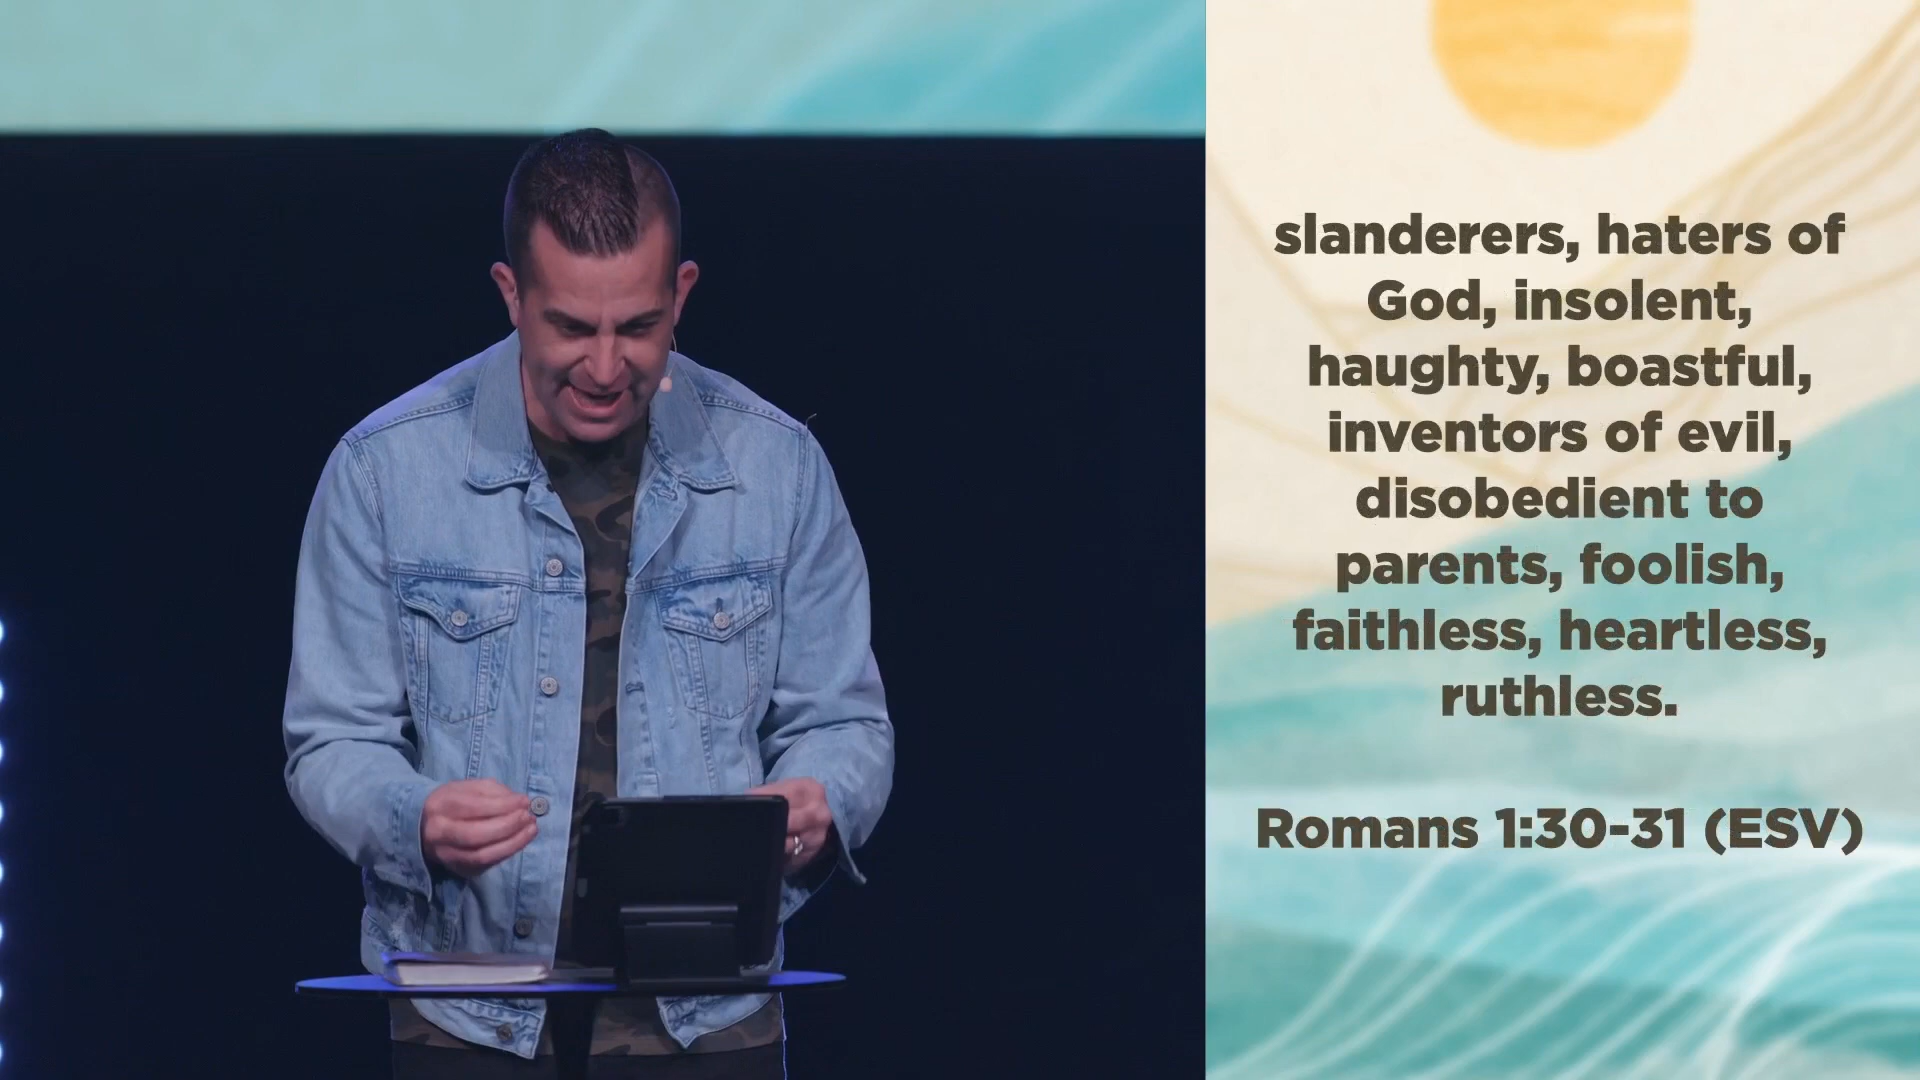 slanderers, haters of
God, insolent,
haughty, boastful,
inventors of evil,
disobedient to
parents, foolish,
faithless, heartless,
ruthless.
Romans 1:30-31 (ESV)